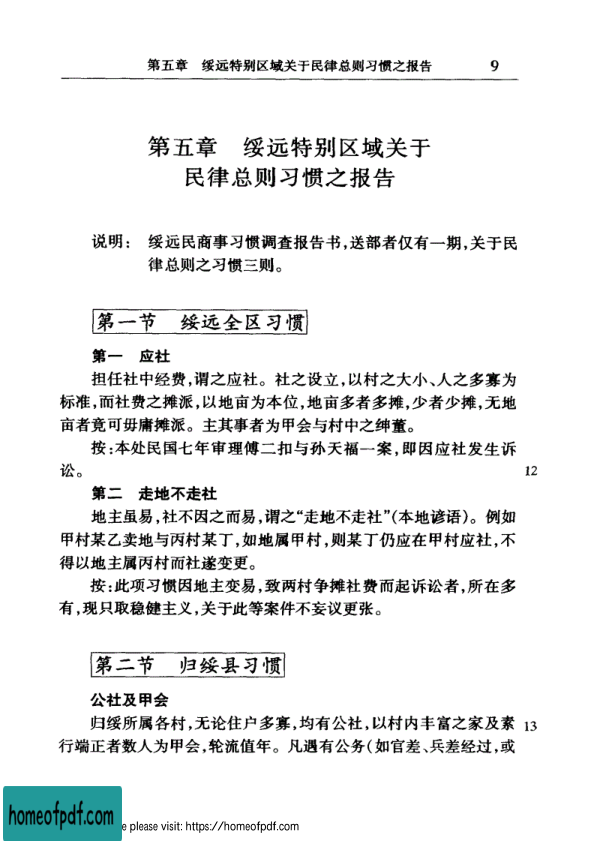 第五章 绥远特别区域关于民律总则习惯之报告 9
第五章 绥远特别区域关于
民律总则习惯之报告
说明： 绥远民商事习惯调查报告书，送部者仅有一期，关于民
律总则之习惯三则。
第一节 绥远全区习惯
第一 应社
担任社中经费，谓之应社。社之设立，以村之大小、人之多寡为
标准，而社费之摊派，以地亩为本位，地亩多者多摊，少者少摊，无地
亩者竟可毋庸摊派。主其事者为甲会与村中之绅董。
按：本处民国七年审理傅二扣与孙天福一案，即因应社发生诉
讼。 12
第二 走地不走社
地主虽易，社不因之而易，谓之“走地不走社”（本地谚语）。例如
甲村某乙卖地与丙村某丁，如地属甲村，则某丁仍应在甲村应社，不
得以地主属丙村而社遂变更。
按：此项习惯因地主变易，致两村争摊社费而起诉讼者，所在多
有，现只取稳健主义，关于此等案件不妄议更张。
第二节 归绥县习惯
公社及甲会
归绥所属各村，无论住户多寡，均有公社，以村内丰富之家及素 13
行端正者数人为甲会，轮流值年。凡遇有公务（如官差、兵差经过，或
homeofpdf.com
e please visit: https://homeofpdf.com